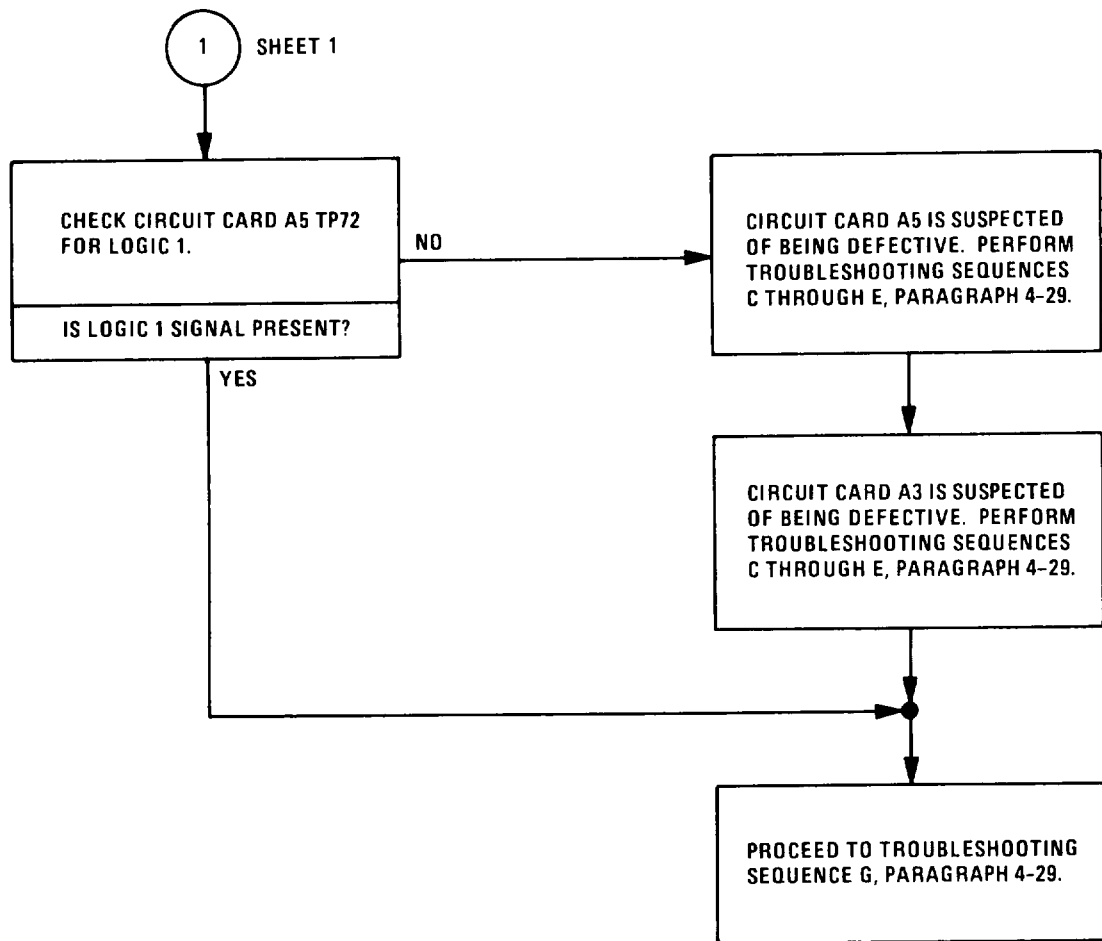 1 SHEET 1
CHECK CIRCUIT CARD A5 TP72
FOR LOGIC 1.
IS LOGIC 1 SIGNAL PRESENT?
NO
YES
CIRCUIT CARD A5 IS SUSPECTED
OF BEING DEFECTIVE. PERFORM
TROUBLESHOOTING SEQUENCES
C THROUGH E, PARAGRAPH 4-29.
CIRCUIT CARD A3 IS SUSPECTED
OF BEING DEFECTIVE. PERFORM
TROUBLESHOOTING SEQUENCES
C THROUGH E, PARAGRAPH 4-29.
PROCEED TO TROUBLESHOOTING
SEQUENCE G, PARAGRAPH 4-29.